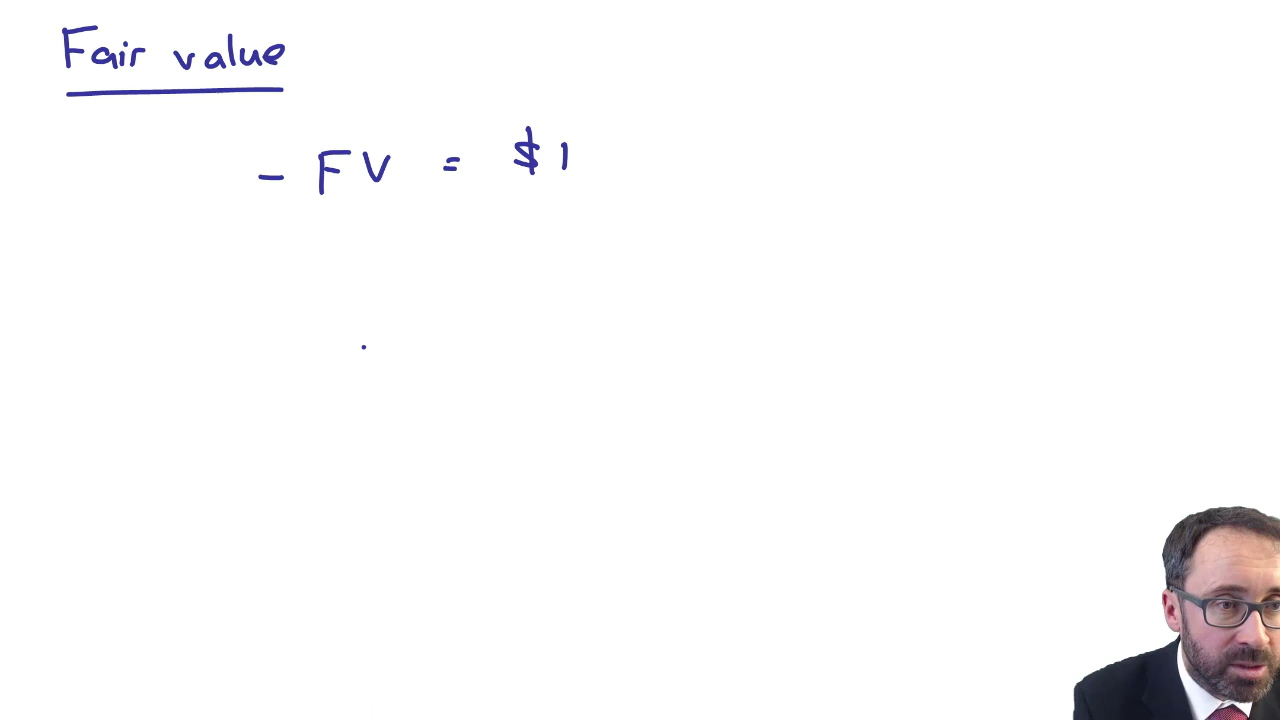 Fair value
- FV = $1